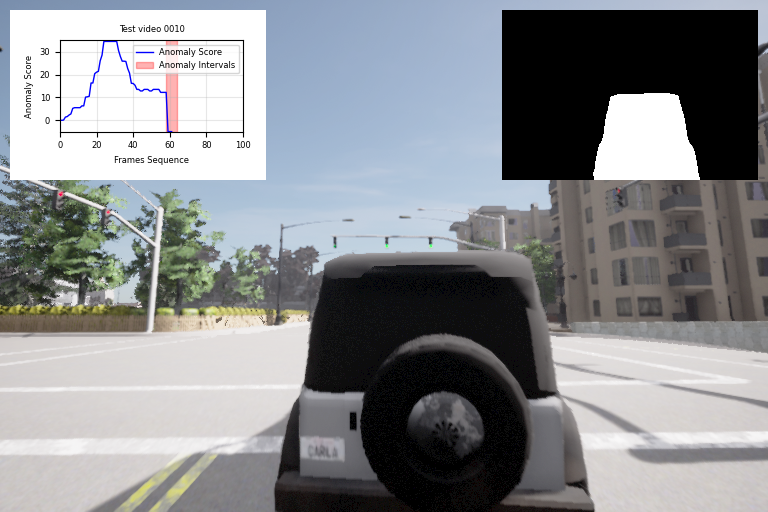 Test video 0010
Anomaly Score
Anomaly Intervals
Anomaly Score
30
20
10
0
0 20 40 60 80 100
Frames Sequence
CARLA